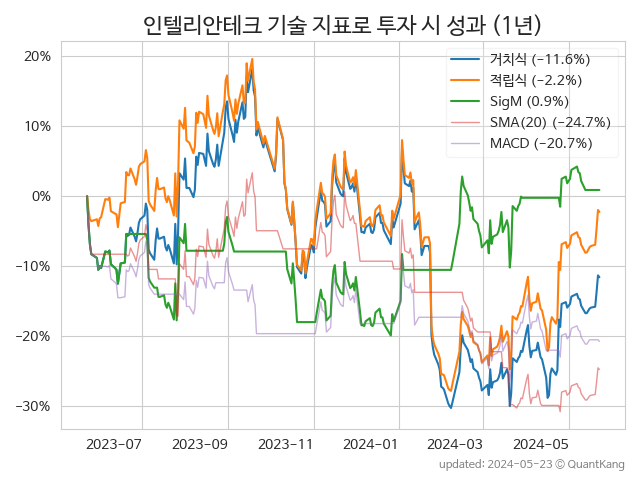 인텔리안테크 기술 지표로 투자 시 성과 (1년)
거치식 (−11.6%)
적립식 (−2.2%)
SigM (0.9%)
SMA(20) (−24.7%)
MACD (−20.7%)
20%
10%
0%
−10%
−20%
−30%
2023−07 2023−09 2023−11 2024−01 2024−03 2024−05
updated: 2024−05−23 ⓒ QuantKang